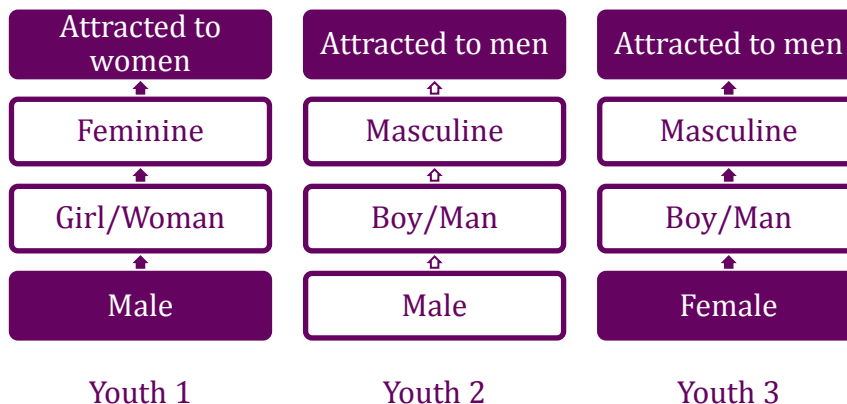 Attracted to
women
Attracted to men
Attracted to men
Feminine
Masculine
Masculine
Girl/Woman
Boy/Man
Boy/Man
Male
Male
Female
Youth 1
Youth 2
Youth 3